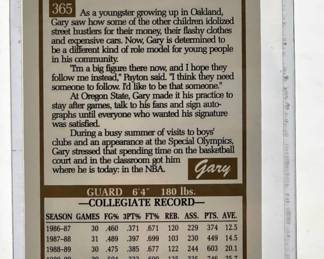 365
As a youngster growing up in Oakland,
Gary saw how some of the other children idolized
street hustlers for their money, their flashy clothes
and expensive cars. Now, Gary is determined to
be a different kind of role model for young people
in his community.
"I'm a big figure there now, and I hope they
follow me instead," Payton said. "I think they need
someone to follow. I'd like to be that someone."
At Oregon State, Gary made it his practice to
stay after games, talk to his fans and sign auto-
graphs until everyone who wanted his signature
was satisfied.
During a busy summer of visits to boys'
clubs and an appearance at the Special Olympics,
Gary stressed that spending time on the basketball
court and in the classroom got him
where he is today: in the NBA.
Gary
GUARD 6'4" 180 lbs.
COLLEGIATE RECORD
SEASON GAMES FG% 3PT% FT% REB. ASS. PTS. AVE.
1986-87 30 .460 .371 .671 120 229 374 12.5
1987-88 31 .489 .397 .699 103 230 449 14.5
1988-89 30 .475 .385 .677 122 244 603 20.1